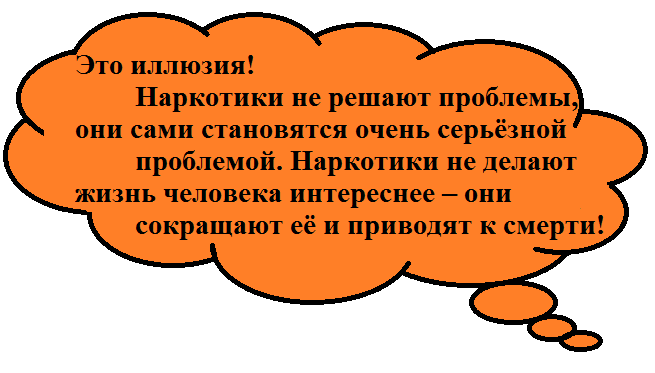 Это иллюзия!
Наркотики не решают проблемы,
они сами становятся очень серьёзной
проблемой. Наркотики не делают
жизнь человека интереснее – они
сокращают её и приводят к смерти!